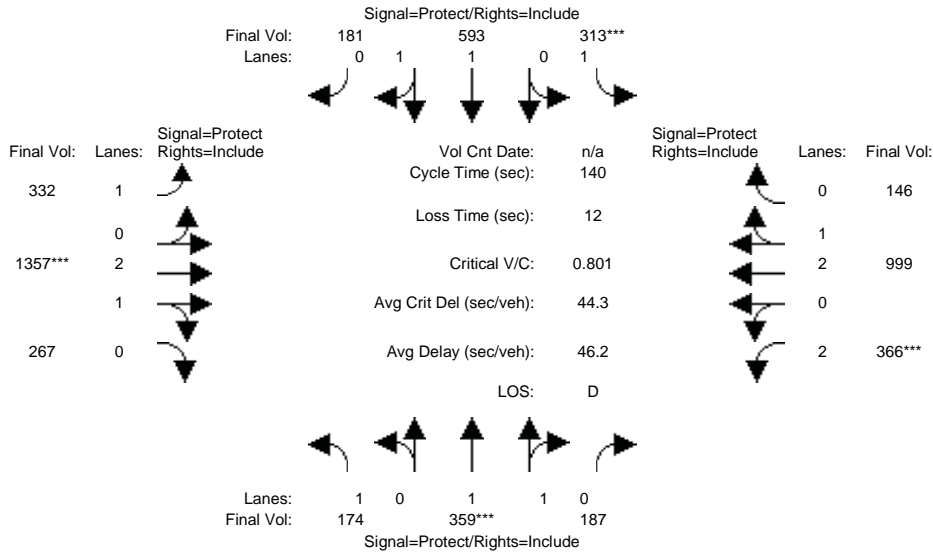 Signal=Protect/Rights=Include
Final Vol: 181 593 313***
Lanes: 0 1 1 0 1
Signal=Protect Signal=Protect
Final Vol: Lanes: Rights=Include Vol Cnt Date: n/a Rights=Include Lanes: Final Vol:
Cycle Time (sec): 140
332 1 0 146
Loss Time (sec): 12
0 1
1357*** 2 Critical V/C: 0.801 2 999
1 Avg Crit Del (sec/veh): 44.3 0
267 0 Avg Delay (sec/veh): 46.2 2 366***
LOS: D
Lanes: 1 0 1 1 0
Final Vol: 174 359*** 187
Signal=Protect/Rights=Include